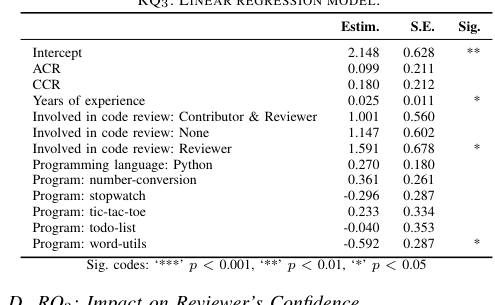 RQ3: LINEAR REGRESSION MODEL.
Estim. S.E. Sig.
Intercept 2.148 0.628 **
ACR 0.099 0.211
CCR 0.180 0.212
Years of experience 0.025 0.011 *
Involved in code review: Contributor & Reviewer 1.001 0.560
Involved in code review: None 1.147 0.602
Involved in code review: Reviewer 1.591 0.678 *
Programming language: Python 0.270 0.180
Program: number-conversion 0.361 0.261
Program: stopwatch -0.296 0.287
Program: tic-tac-toe 0.233 0.334
Program: todo-list -0.040 0.353
Program: word-utils -0.592 0.287 *
Sig. codes: ‘***’ p < 0.001, ‘**’ p < 0.01, ‘*’ p < 0.05
D. RQ3: Impact on Reviewer's Confidence